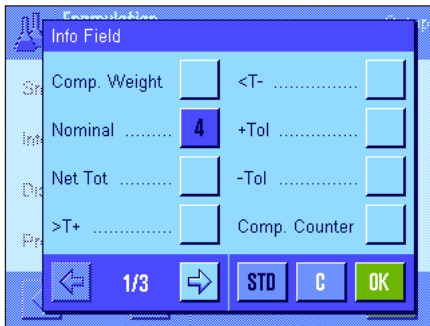 Formulation
Info Field
Comp. Weight
<T- ................
Nominal ......... 4
+Tol ..............
Net Tot ..........
-Tol ..............
>T+ ...............
Comp. Counter
1/3
STD
C
OK